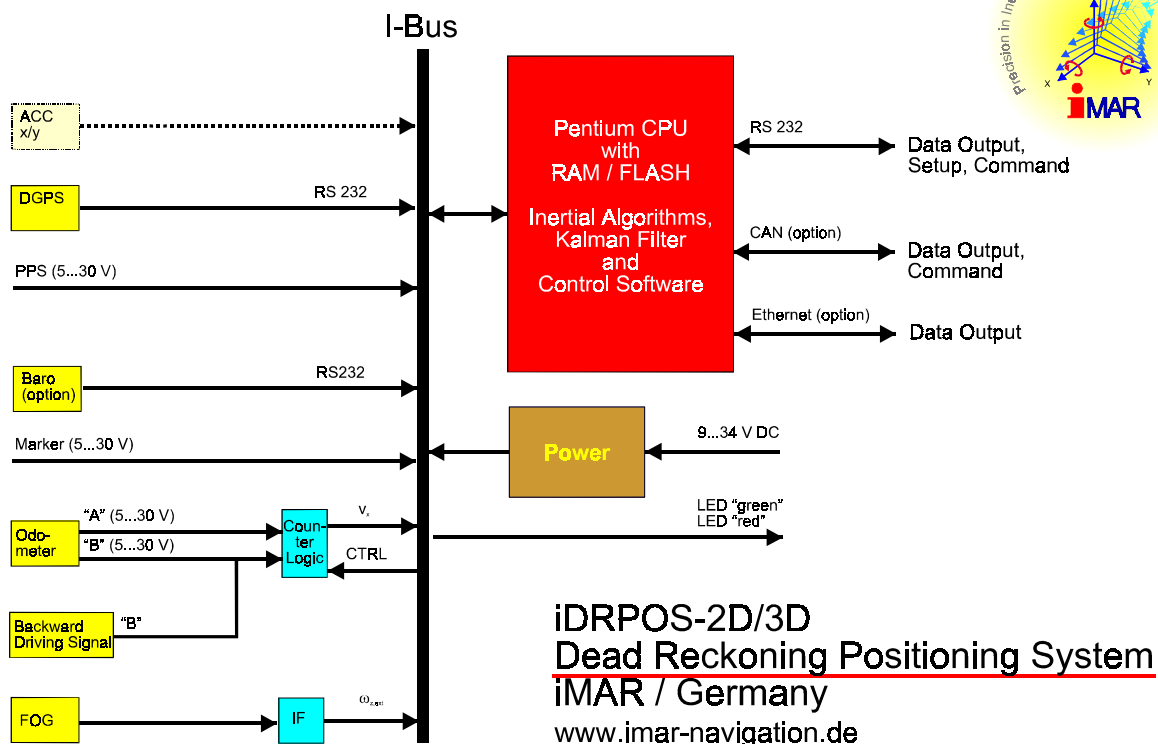 I-Bus
Precision in Ine
X
Y
iMAR
ACC
x/y
DGPS
RS 232
PPS (5...30 V)
Baro
(option)
RS232
Marker (5...30 V)
Odo-
meter
“A” (5...30 V)
“B” (5...30 V)
Coun-
ter
Logic
vx
CTRL
Backward
Driving Signal
“B”
FOG
IF
Pentium CPU
with
RAM / FLASH
Inertial Algorithms,
Kalman Filter
and
Control Software
RS 232
Data Output,
Setup, Command
CAN (option)
Data Output,
Command
Ethernet (option)
Data Output
Power
9...34 V DC
LED “green”
LED “red”
iDRPOS-2D/3D
Dead Reckoning Positioning System
iMAR / Germany
www.imar-navigation.de